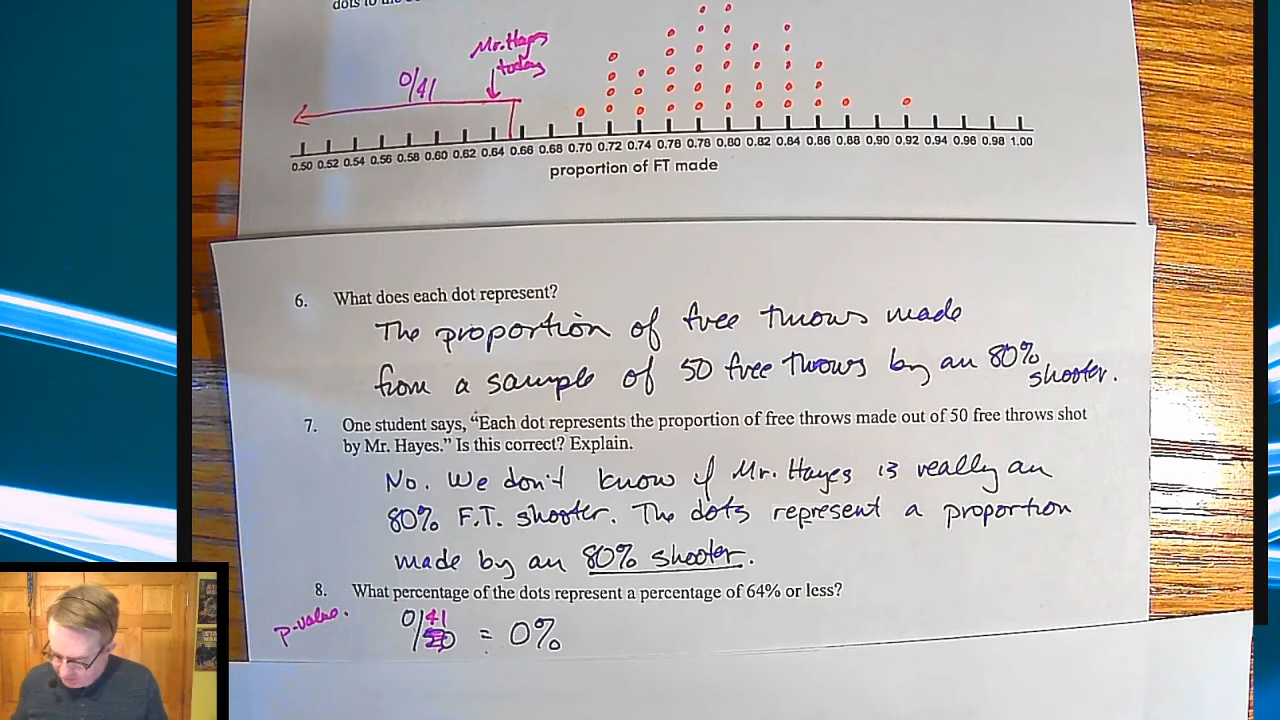 dots to the
Mr. Hayes
today
0/41
0.50 0.52 0.54 0.56 0.58 0.60 0.62 0.64 0.66 0.68 0.70 0.72 0.74 0.76 0.78 0.80 0.82 0.84 0.86 0.88 0.90 0.92 0.94 0.96 0.98 1.00
proportion of FT made
6. What does each dot represent?
The proportion of free throws made
from a sample of 50 free throws by an 80%
shooter.
7. One student says, “Each dot represents the proportion of free throws made out of 50 free throws shot
by Mr. Hayes.” Is this correct? Explain.
No. We don't know if Mr. Hayes is really an
80% F.T. shooter. The dots represent a proportion
made by an 80% shooter.
8. What percentage of the dots represent a percentage of 64% or less?
p-value. 0/41 = 0%